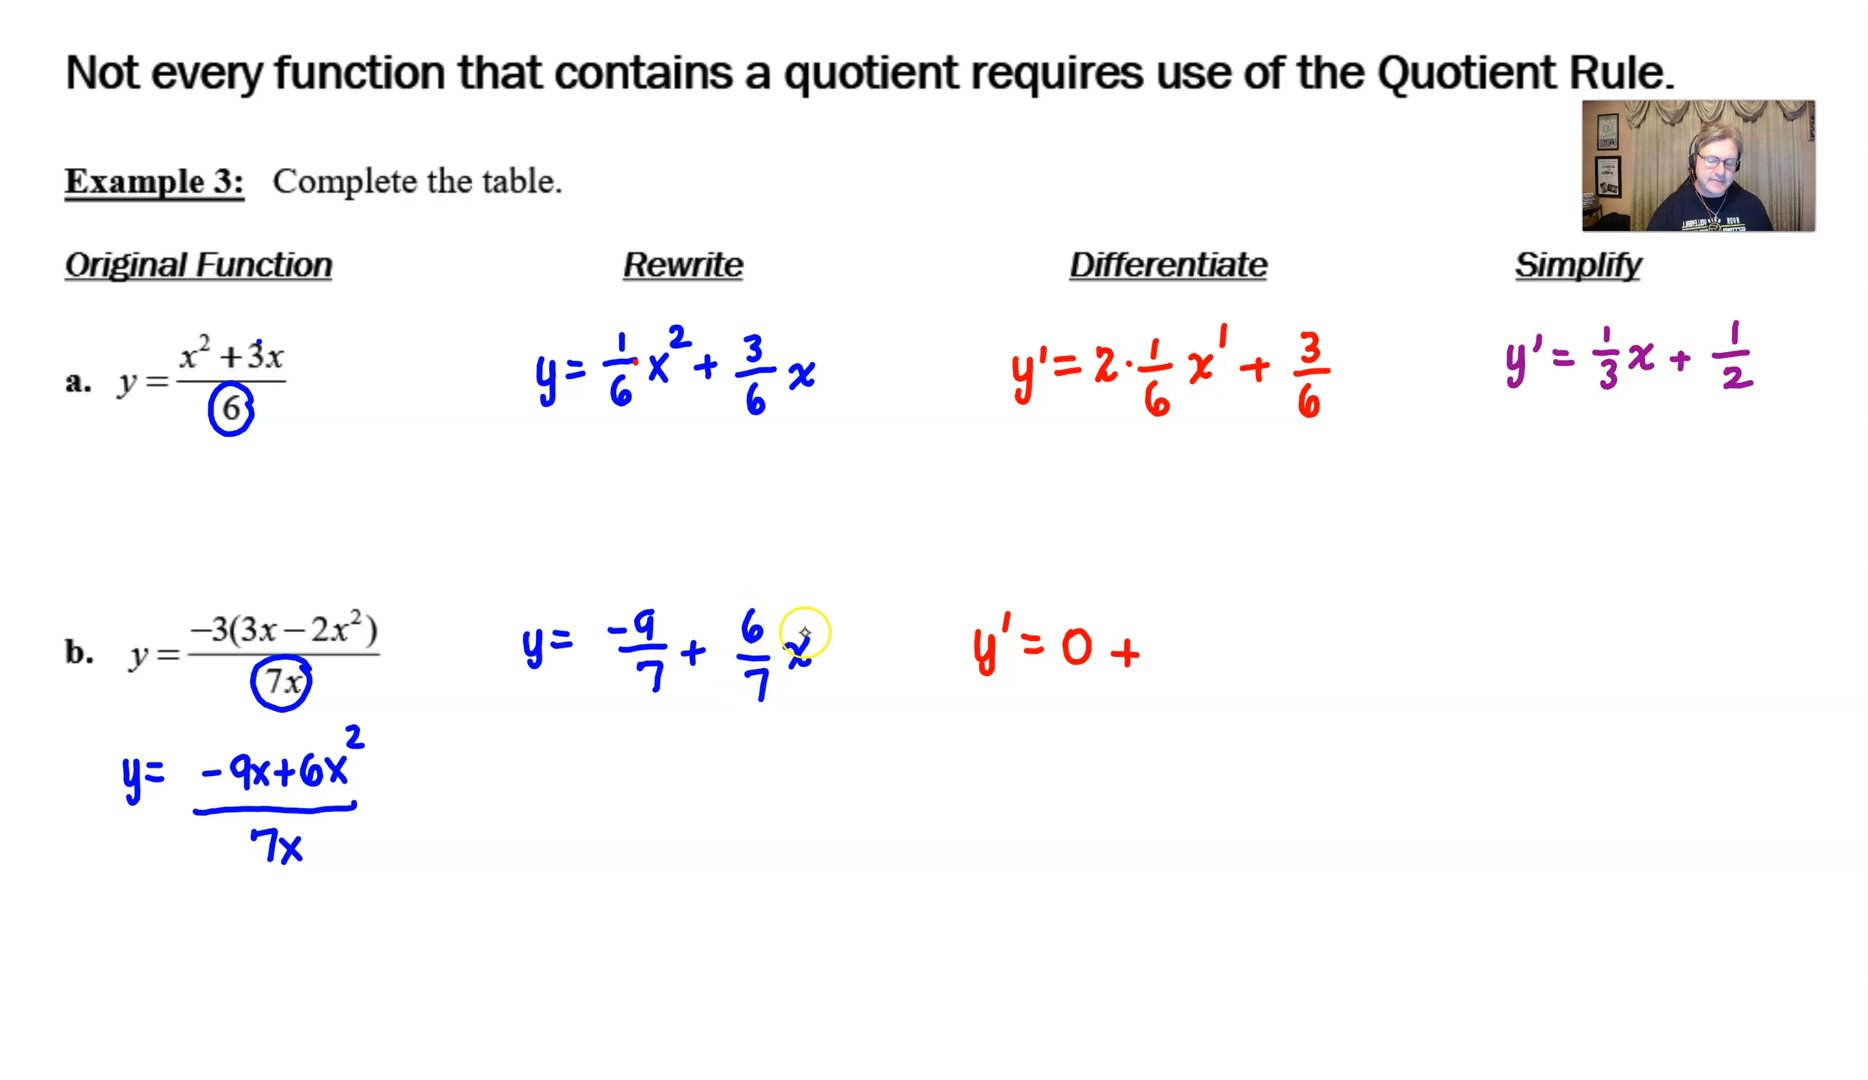 Not every function that contains a quotient requires use of the Quotient Rule.
Example 3: Complete the table.
Original Function Rewrite Differentiate Simplify
a. y = (x² + 3x)/6 y = 1/6 x² + 3/6 x y' = 2 · 1/6 x¹ + 3/6 y' = 1/3 x + 1/2
b. y = −3(3x − 2x²)/7x y = -9/7 + 6/7 x y' = 0 +
y = (-9x+6x²)/7x